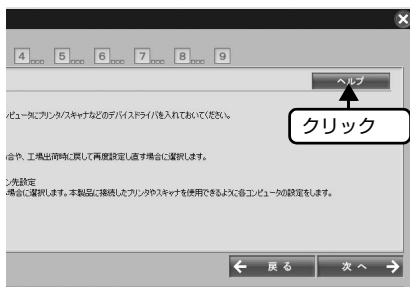 4 5 6 7 8 9
ヘルプ
クリック
ピュータにプリンタ/スキャナなどのデバイスドライバを入れておいてください。
合や、工場出荷時に戻して再度設定し直す場合に選択します。
ン先設定
場合に選択します。本製品に接続したプリンタやスキャナを使用できるように各コンピュータの設定をします。
戻る 次へ